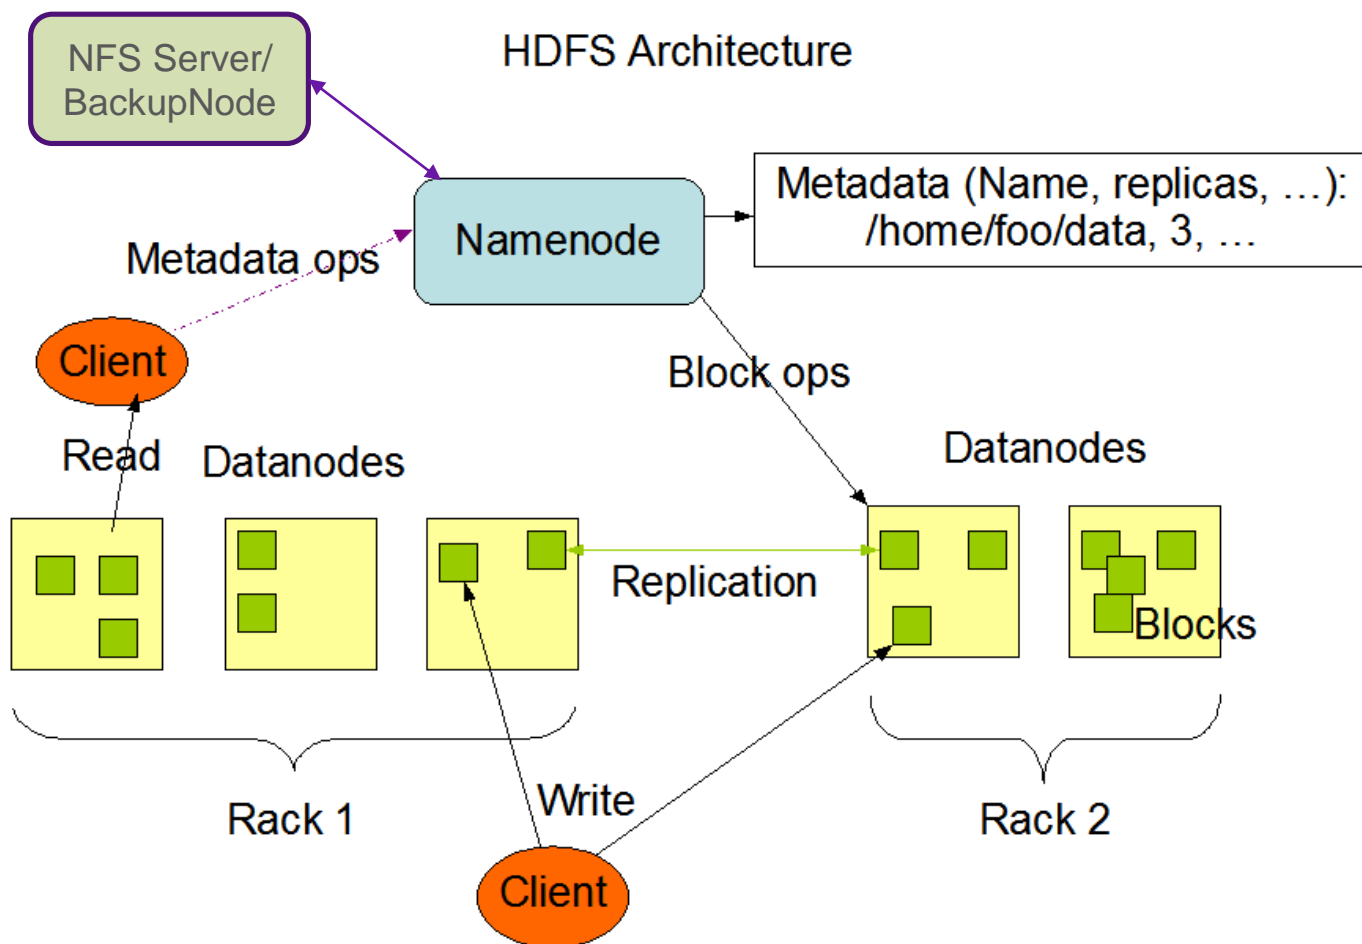 HDFS Architecture
NFS Server/
BackupNode
Metadata (Name, replicas, …):
/home/foo/data, 3, …
Namenode
Metadata ops
Client
Block ops
Read
Datanodes
Datanodes
Replication
Blocks
Rack 1
Write
Rack 2
Client